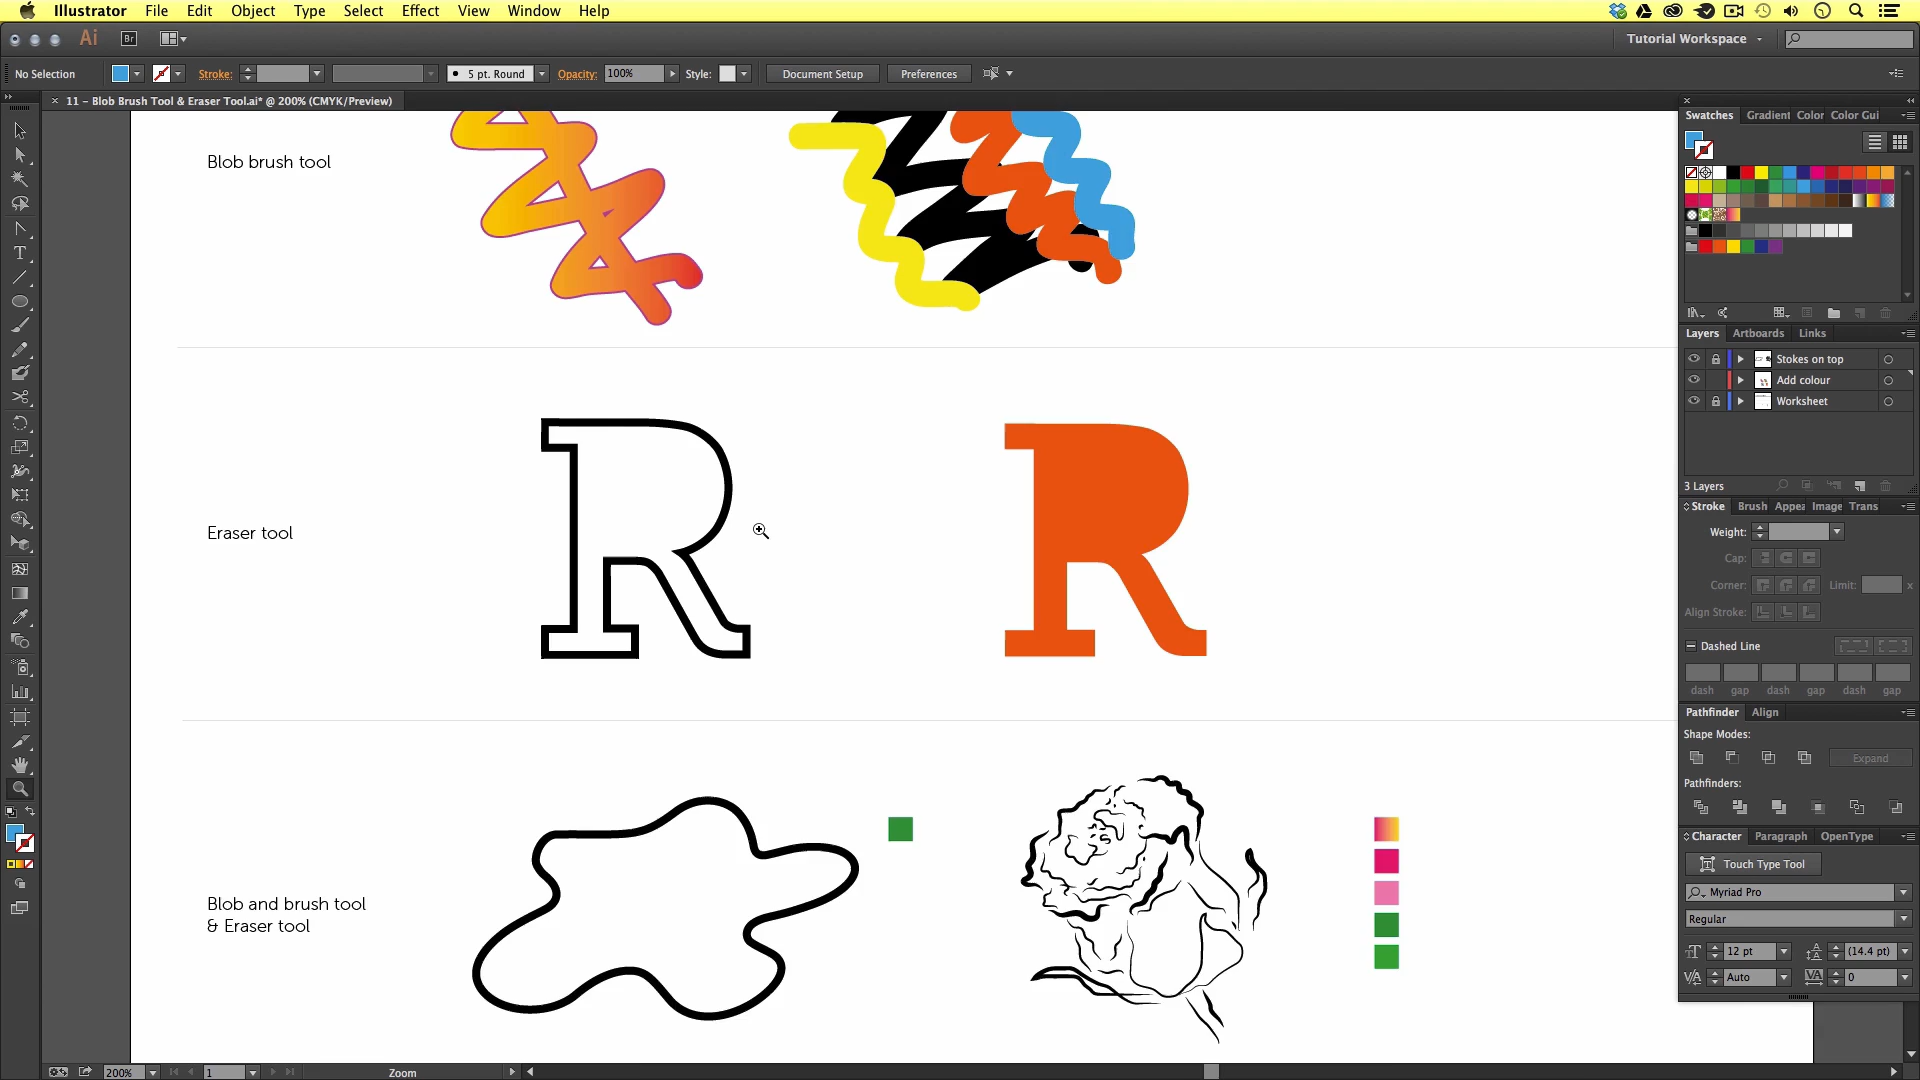 Illustrator File Edit Object Type Select Effect View Window Help
Ai Br Tutorial Workspace
No Selection Stroke: 5 pt. Round Opacity: 100% Style: Document Setup Preferences
11 - Blob Brush Tool & Eraser Tool.ai* @ 200% (CMYK/Preview)
Swatches Gradient Color Color Gui
Blob brush tool
Layers Artboards Links
Stokes on top
Add colour
Worksheet
3 Layers
Stroke Brush Appea Image Trans
Weight:
Cap:
Corner: Limit: x
Align Stroke:
Dashed Line
dash gap dash gap dash gap
R R
Eraser tool
Pathfinder Align
Shape Modes:
Expand
Pathfinders:
Character Paragraph OpenType
Touch Type Tool
Myriad Pro
Regular
12 pt (14.4 pt)
Auto 0
Blob and brush tool
& Eraser tool
200% 1 Zoom